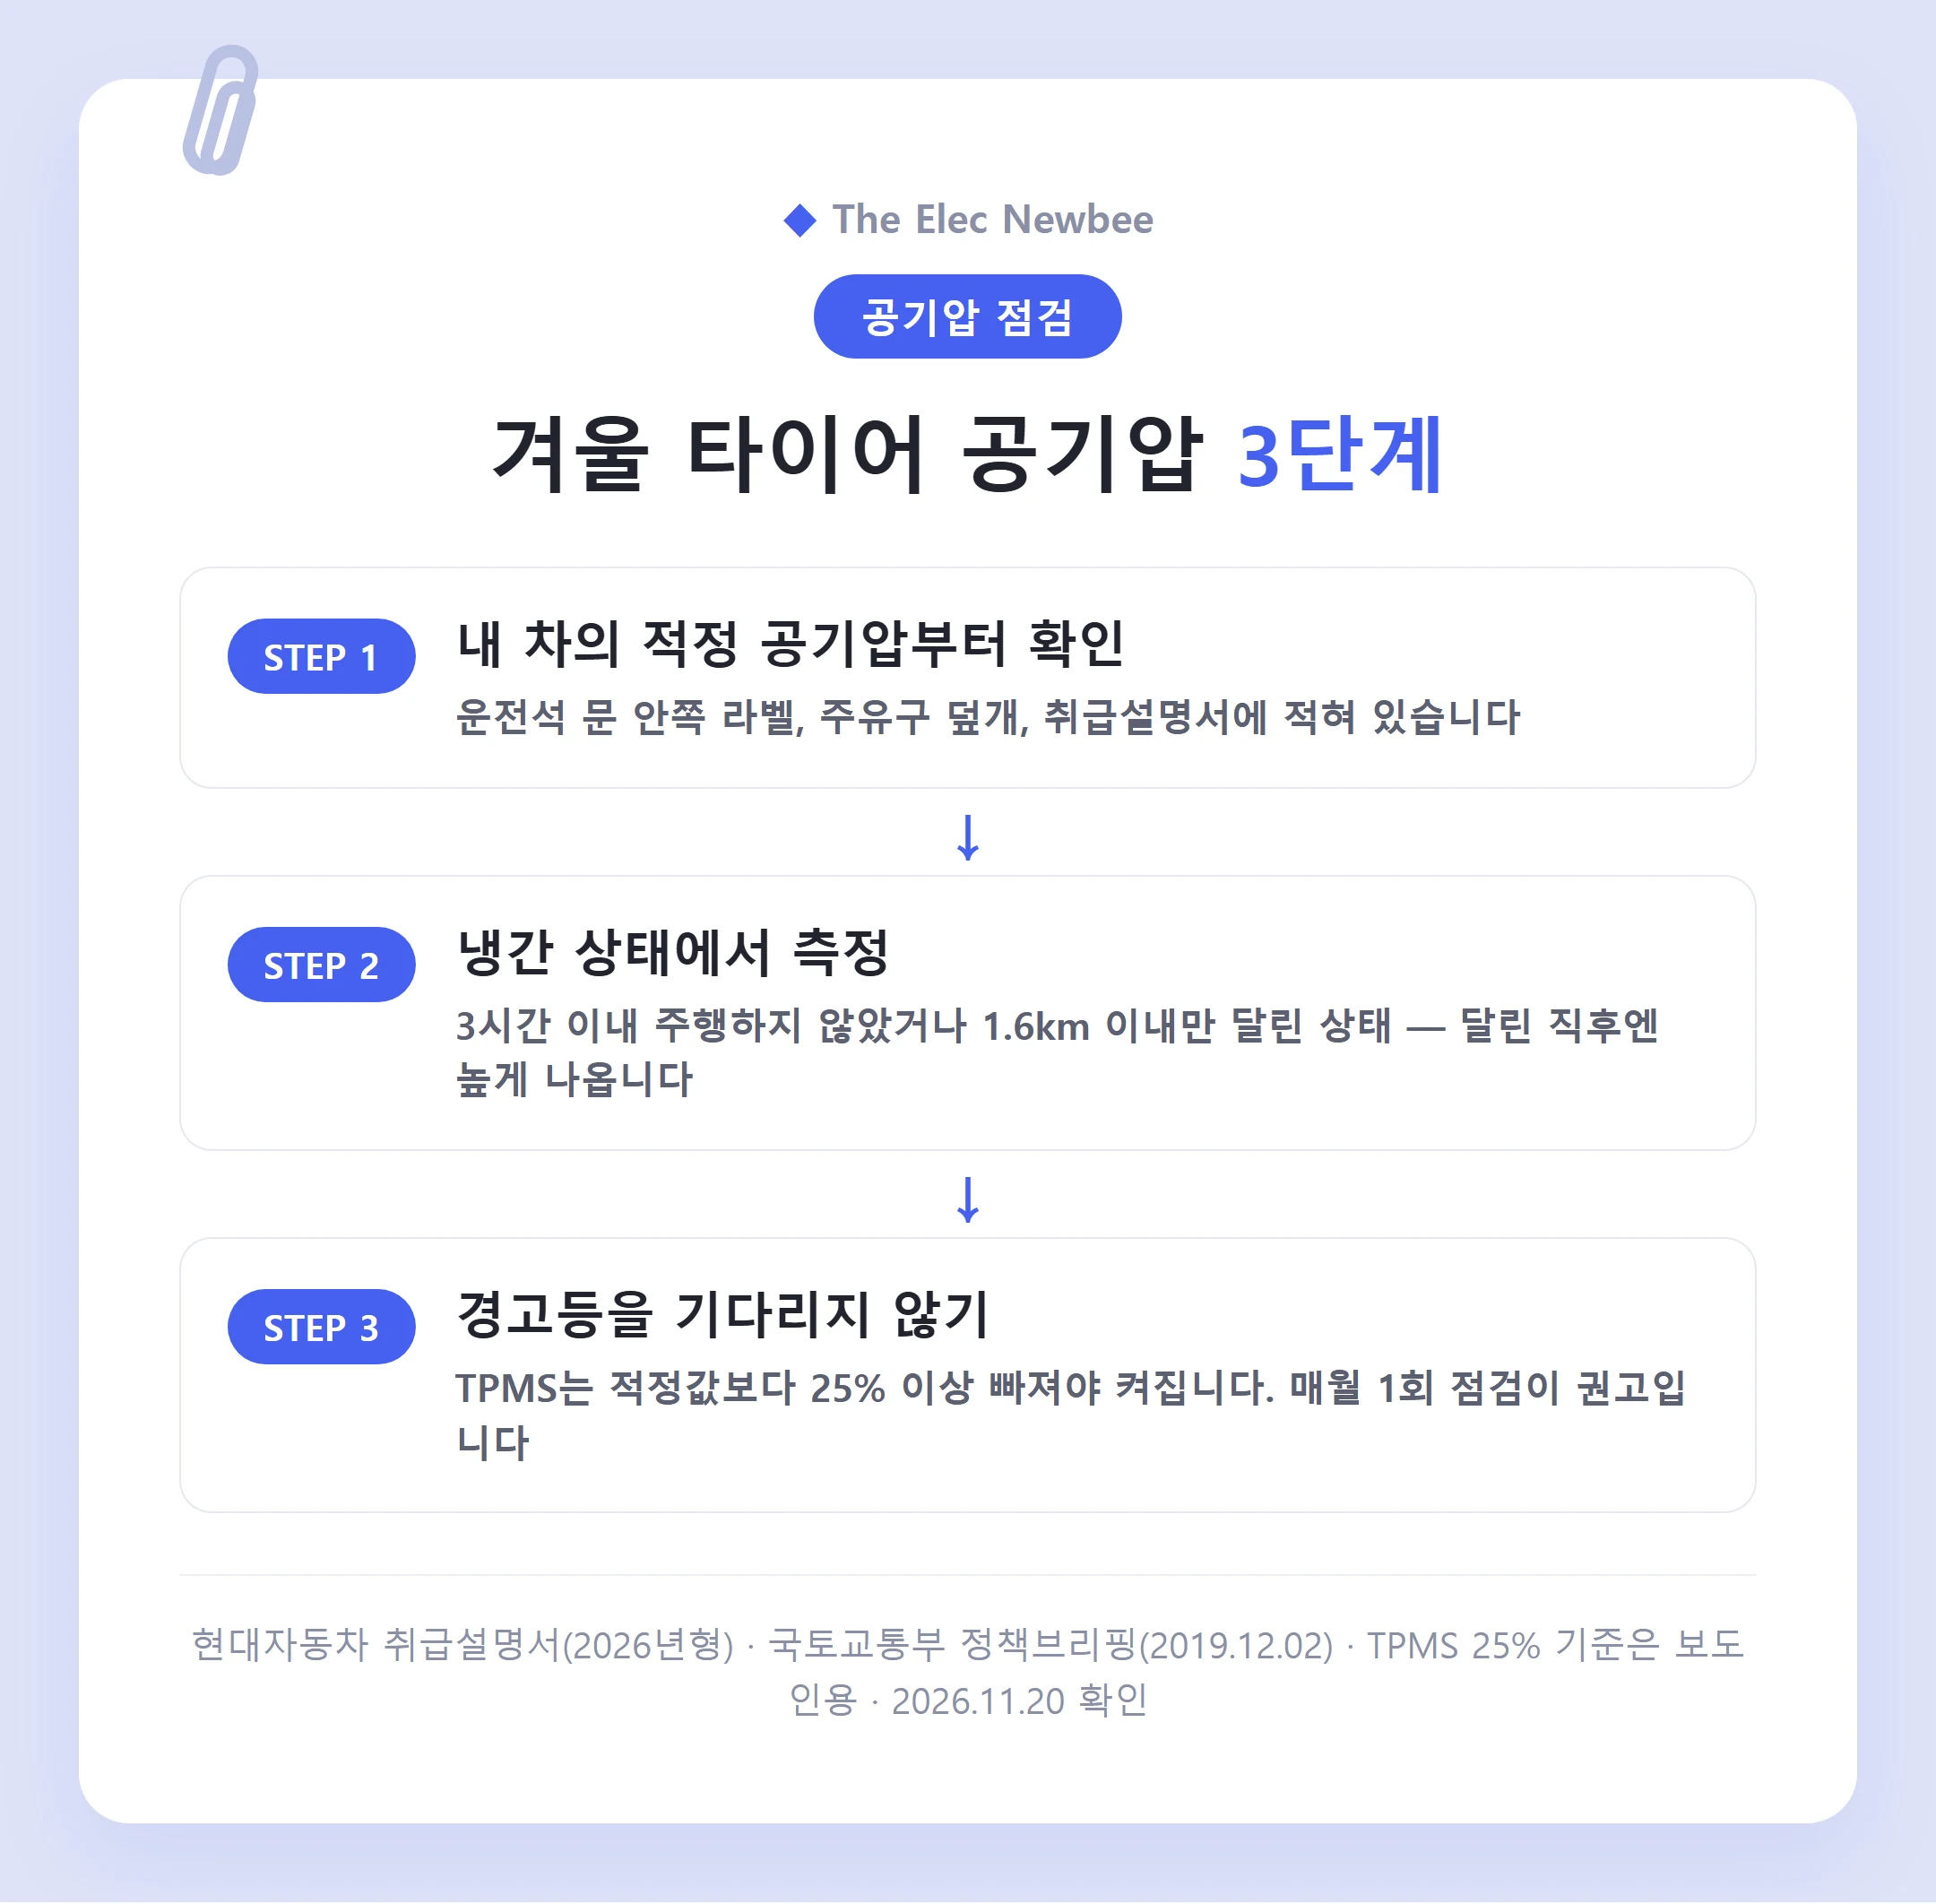 The Elec Newbee
공기압 점검
겨울 타이어 공기압 3단계
STEP 1
내 차의 적정 공기압부터 확인
운전석 문 안쪽 라벨, 주유구 덮개, 취급설명서에 적혀 있습니다
↓
STEP 2
냉간 상태에서 측정
3시간 이내 주행하지 않았거나 1.6km 이내만 달린 상태 — 달린 직후엔
높게 나옵니다
↓
STEP 3
경고등을 기다리지 않기
TPMS는 적정값보다 25% 이상 빠져야 켜집니다. 매월 1회 점검이 권고입
니다
현대자동차 취급설명서(2026년형) · 국토교통부 정책브리핑(2019.12.02) · TPMS 25% 기준은 보도
인용 · 2026.11.20 확인